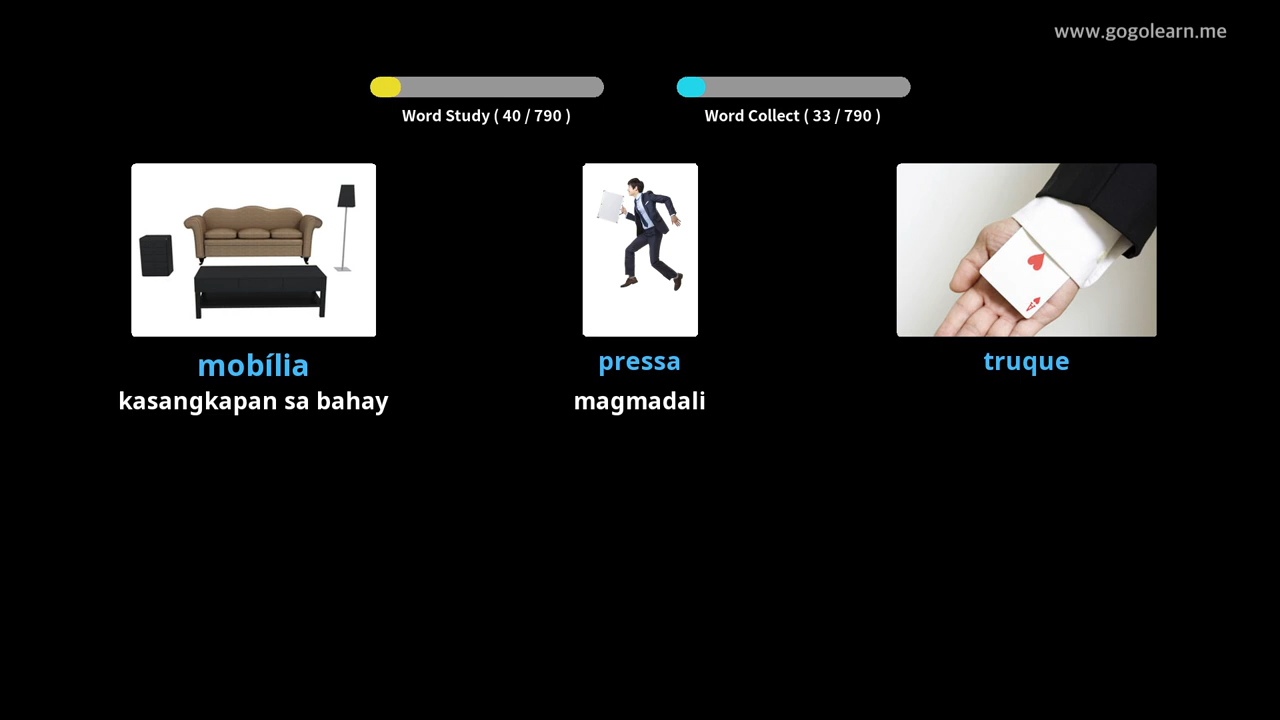 www.gogolearn.me
Word Study ( 40 / 790 )
Word Collect ( 33 / 790 )
mobília
pressa
truque
kasangkapan sa bahay
magmadali